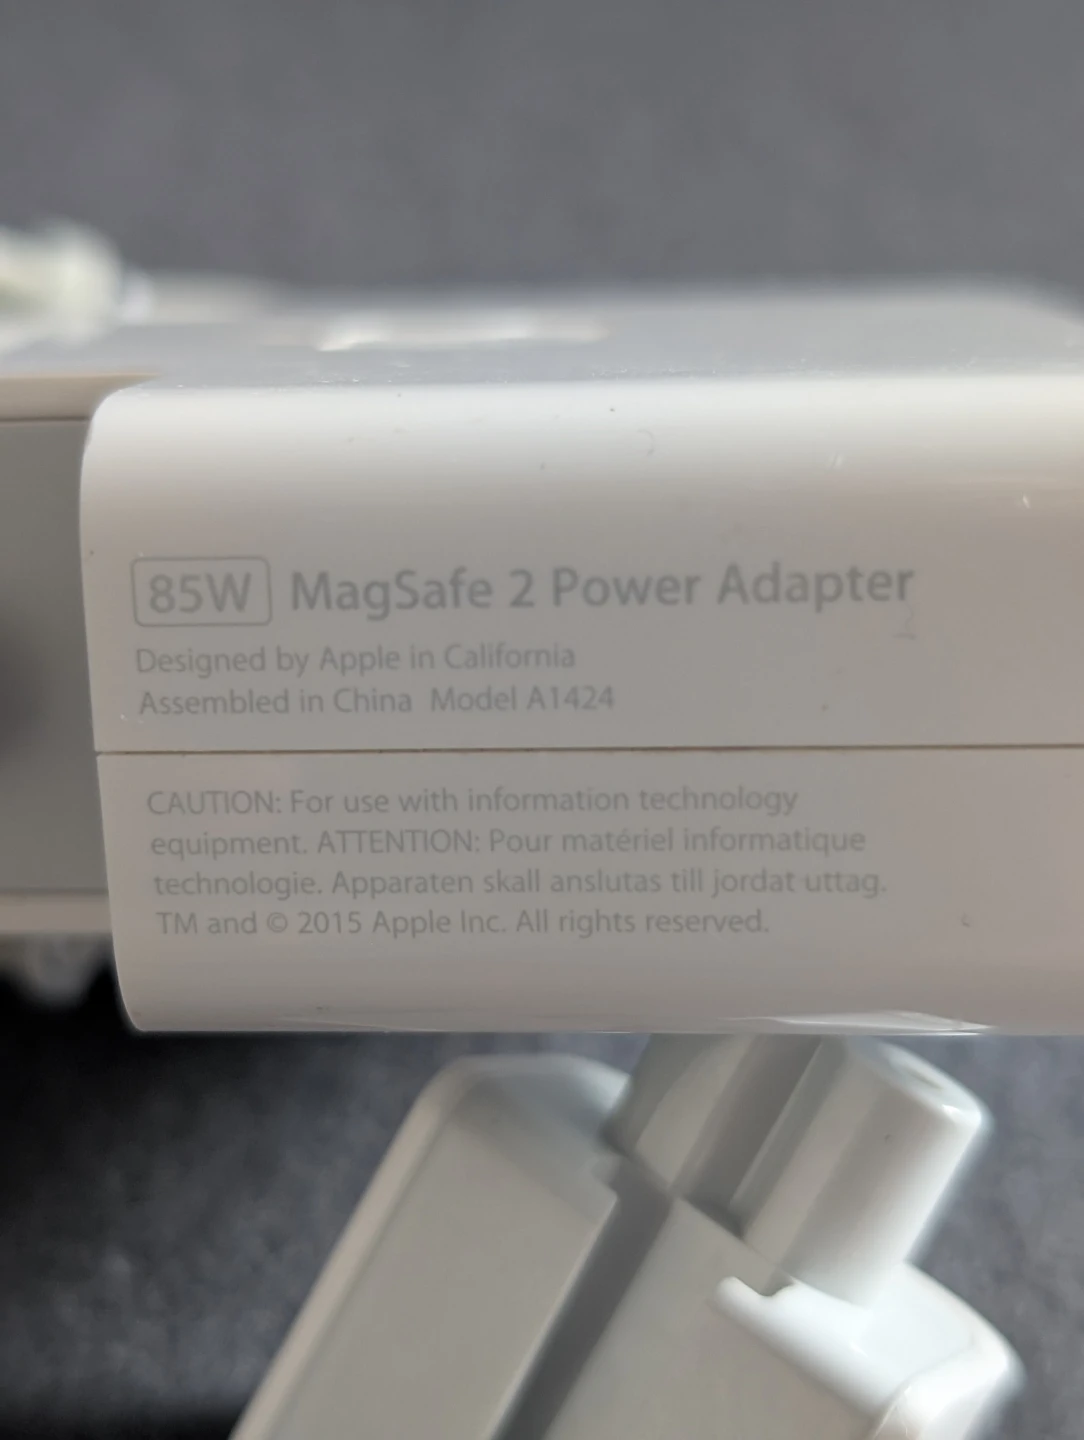 85W MagSafe 2 Power Adapter
Designed by Apple in California
Assembled in China Model A1424
CAUTION: For use with information technology
equipment. ATTENTION: Pour matériel informatique
technologie. Apparaten skall anslutas till jordat uttag.
TM and © 2015 Apple Inc. All rights reserved.